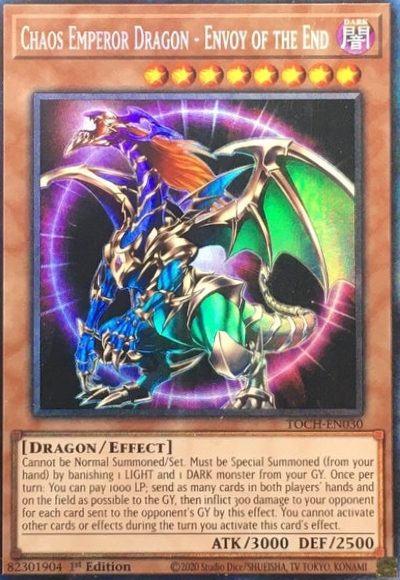 CHAOS EMPEROR DRAGON - ENVOY OF THE END
DARK
闇
TOCH-EN030
[DRAGON/EFFECT]
Cannot be Normal Summoned/Set. Must be Special Summoned (from your
hand) by banishing 1 LIGHT and 1 DARK monster from your GY. Once per
turn: You can pay 1000 LP; send as many cards in both players' hands and
on the field as possible to the GY, then inflict 300 damage to your opponent
for each card sent to the opponent's GY by this effect. You cannot activate
other cards or effects during the turn you activate this card's effect.
ATK/3000 DEF/2500
82301904 1st Edition ©2020 Studio Dice/SHUEISHA, TV TOKYO, KONAMI